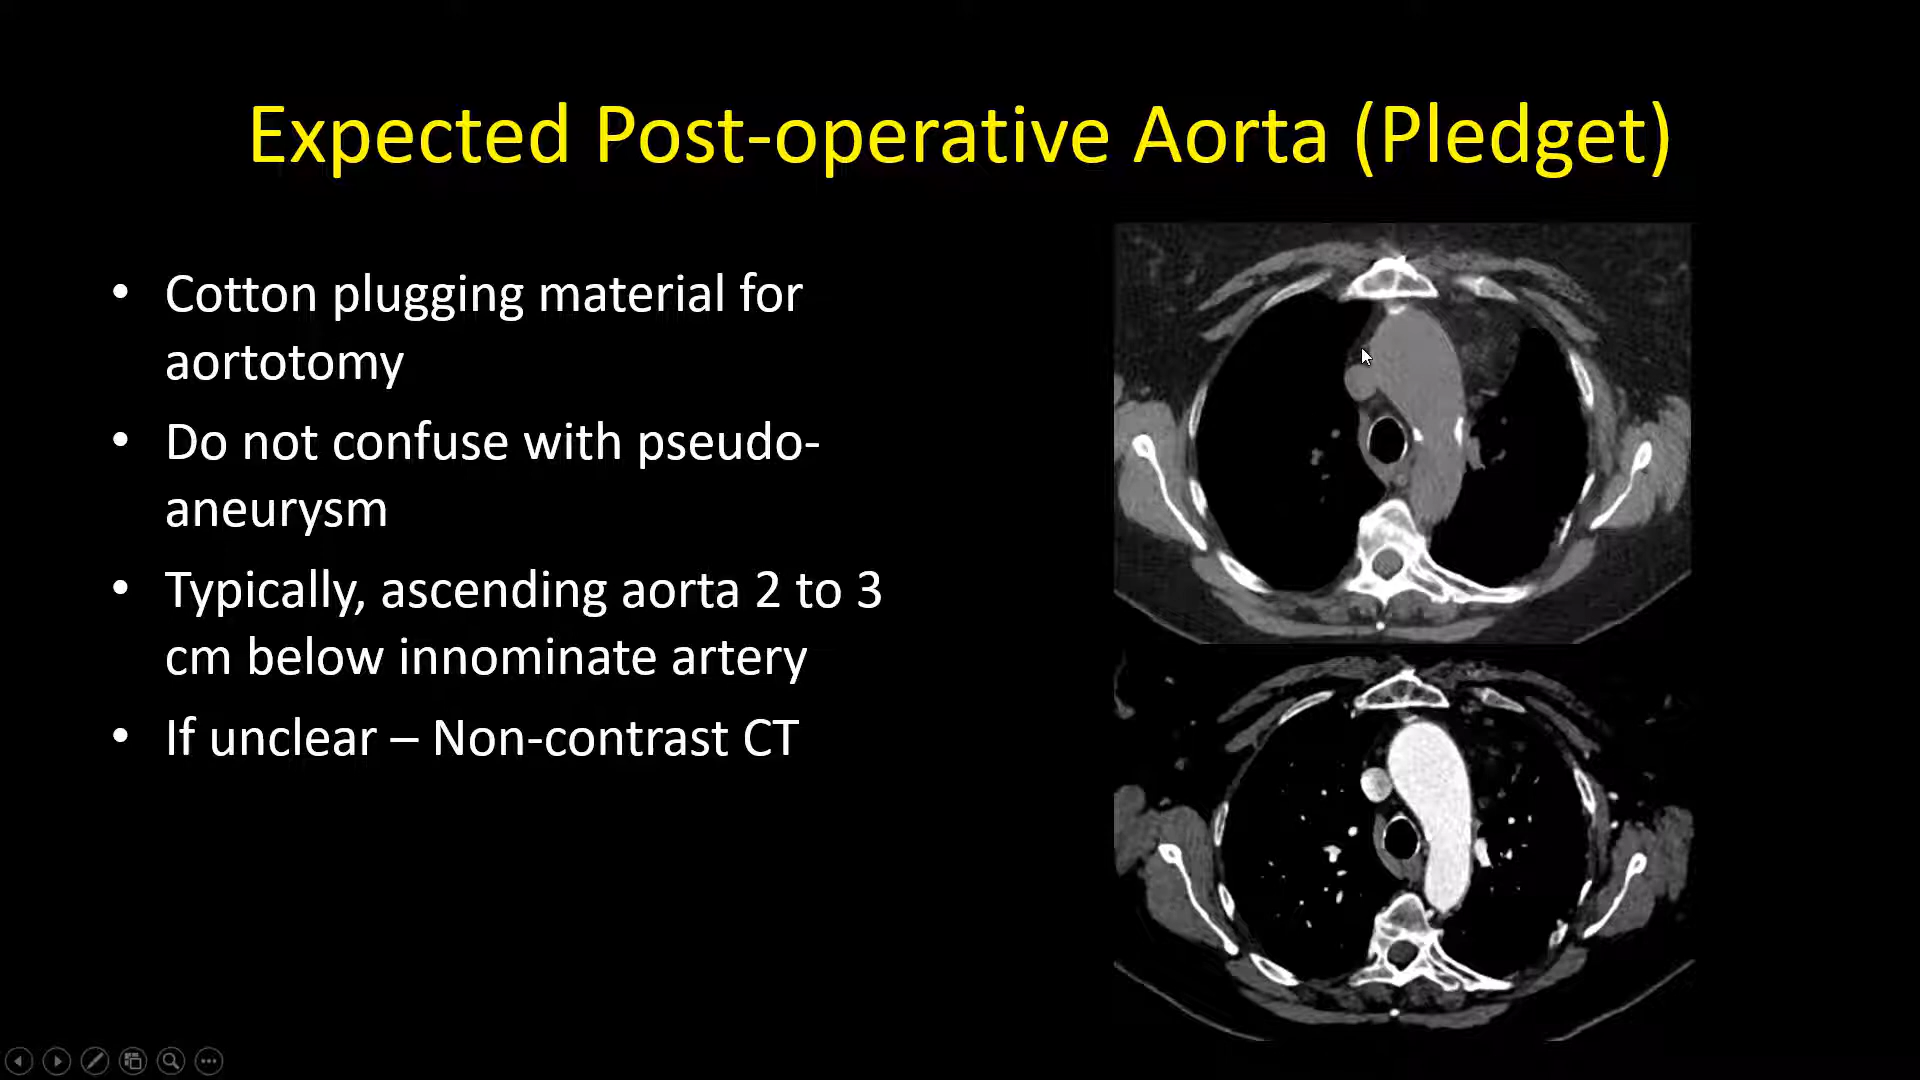 Expected Post-operative Aorta (Pledget)
• Cotton plugging material for
aortotomy
• Do not confuse with pseudo-
aneurysm
• Typically, ascending aorta 2 to 3
cm below innominate artery
• If unclear – Non-contrast CT